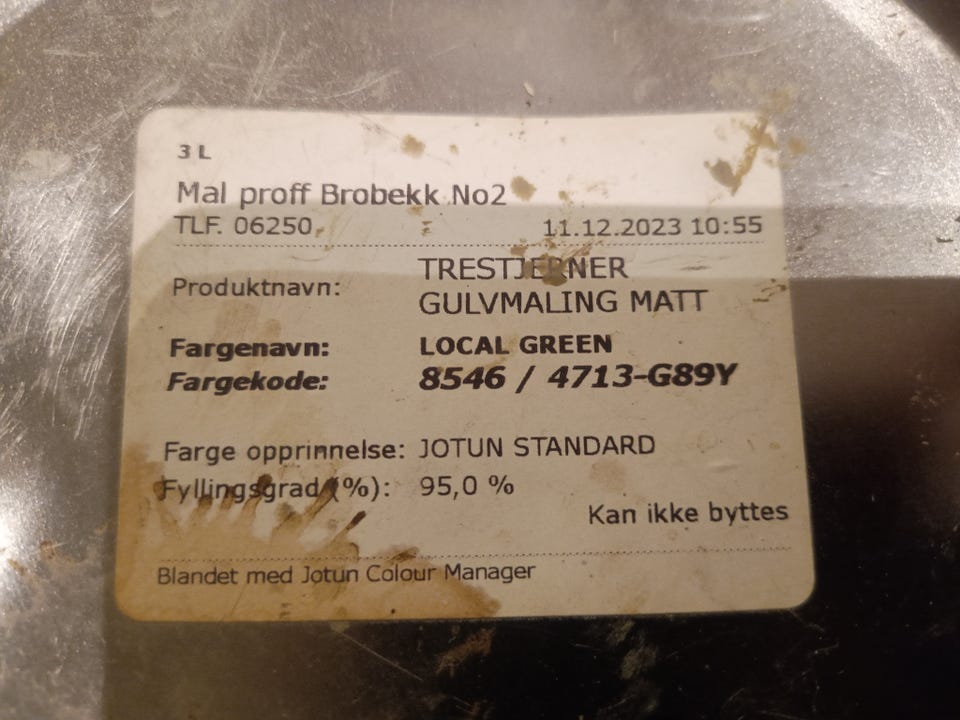 3 L
Mal proff Brobekk No2
TLF. 06250 11.12.2023 10:55
Produktnavn: TRESTJERNER
GULVMALING MATT
Fargenavn: LOCAL GREEN
Fargekode: 8546 / 4713-G89Y
Farge opprinnelse: JOTUN STANDARD
Fyllingsgrad (%): 95,0 %
Kan ikke byttes
Blandet med Jotun Colour Manager